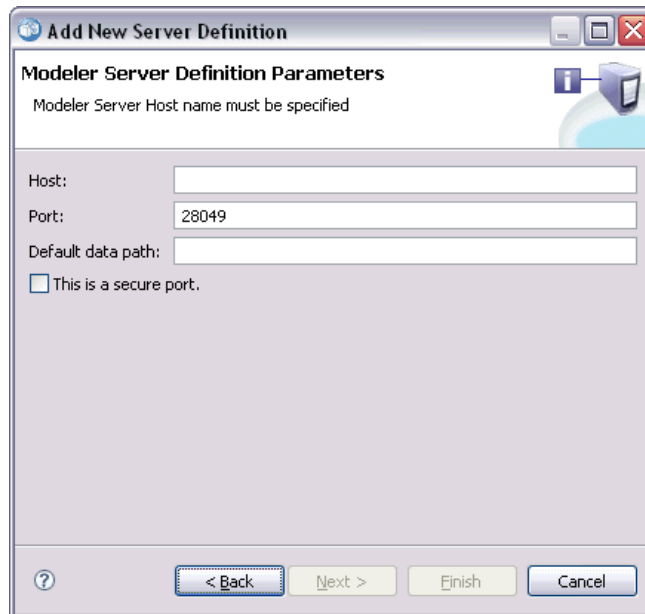 Add New Server Definition
Modeler Server Definition Parameters
Modeler Server Host name must be specified
Host:
Port: 28049
Default data path:
This is a secure port.
< Back Next > Finish Cancel